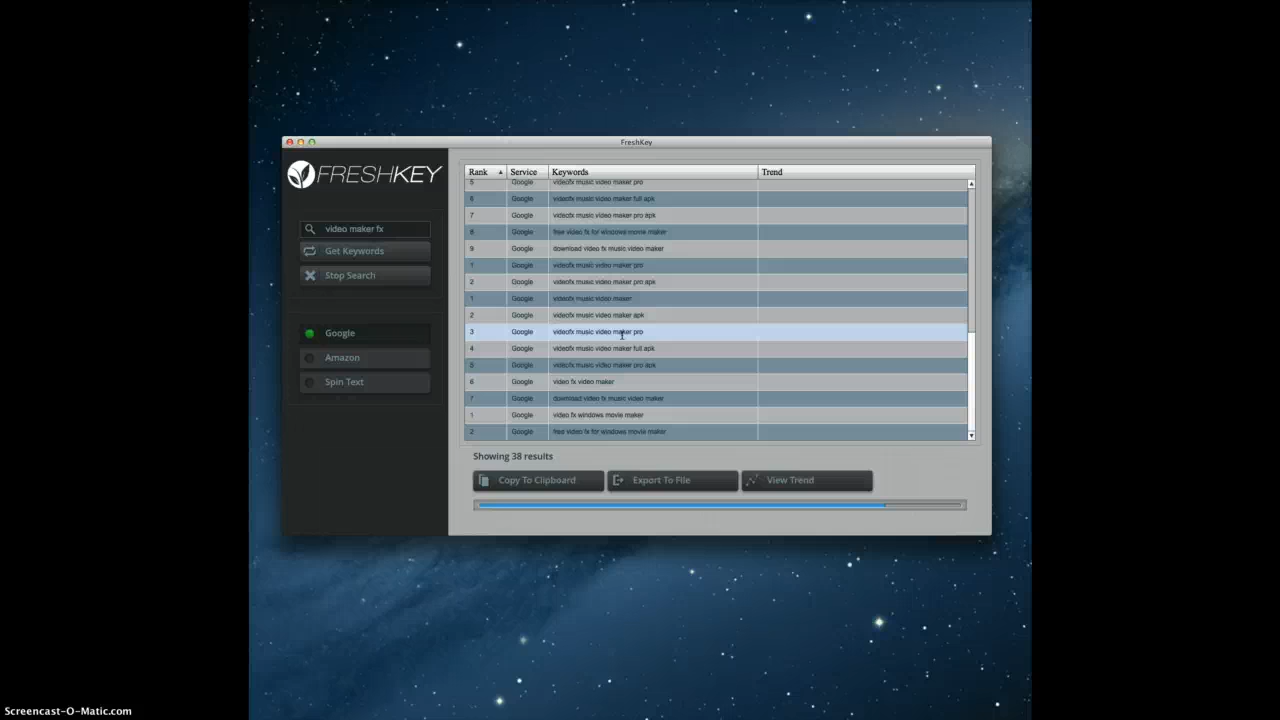 FreshKey
FRESHKEY
video maker fx
Get Keywords
Stop Search
Google
Amazon
Spin Text
Rank Service Keywords Trend
5 Google videofx music video maker pro
6 Google videofx music video maker full apk
7 Google videofx music video maker pro apk
8 Google free video fx for windows movie maker
9 Google download video fx music video maker
1 Google videofx music video maker pro
2 Google videofx music video maker pro apk
1 Google videofx music video maker
2 Google videofx music video maker apk
3 Google videofx music video maker pro
4 Google videofx music video maker full apk
5 Google videofx music video maker pro apk
6 Google video fx video maker
7 Google download video fx music video maker
1 Google video fx windows movie maker
2 Google free video fx for windows movie maker
Showing 38 results
Copy To Clipboard Export To File View Trend
Screencast-O-Matic.com